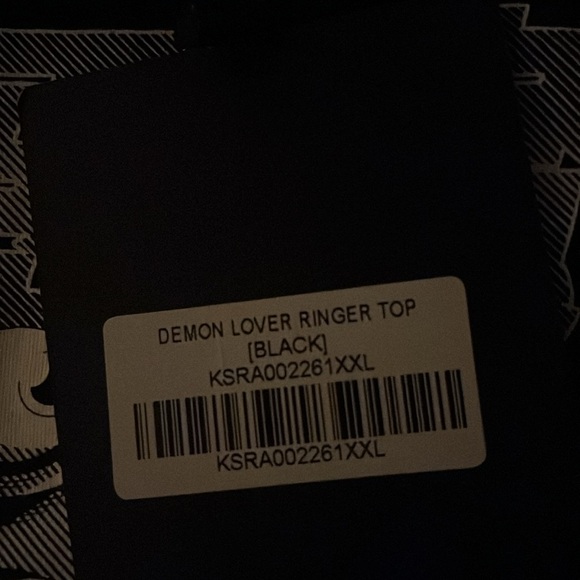 DEMON LOVER RINGER TOP
[BLACK]
KSRA002261XXL
KSRA002261XXL